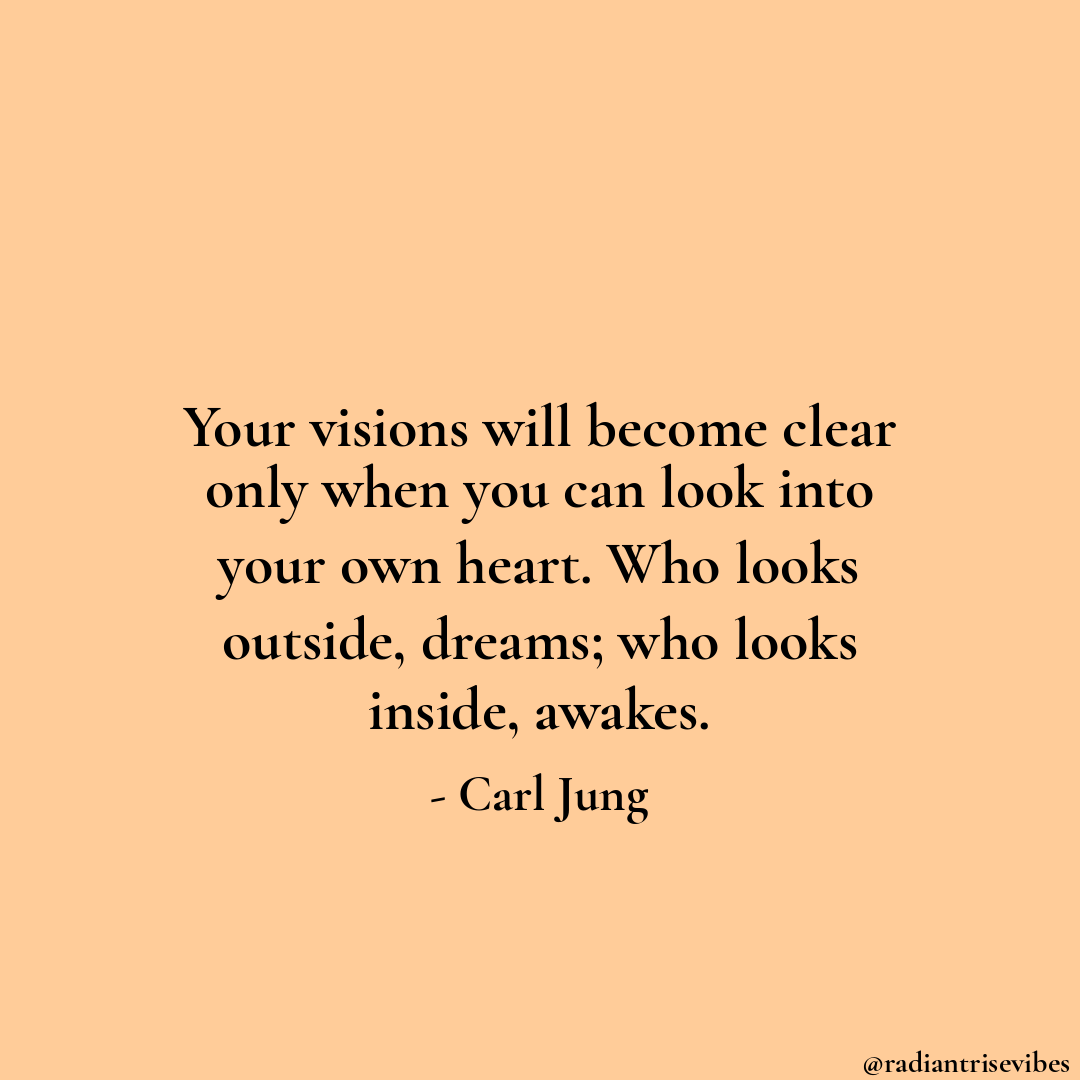 Your visions will become clear
only when you can look into
your own heart. Who looks
outside, dreams; who looks
inside, awakes.
- Carl Jung
@radiantrisevibes